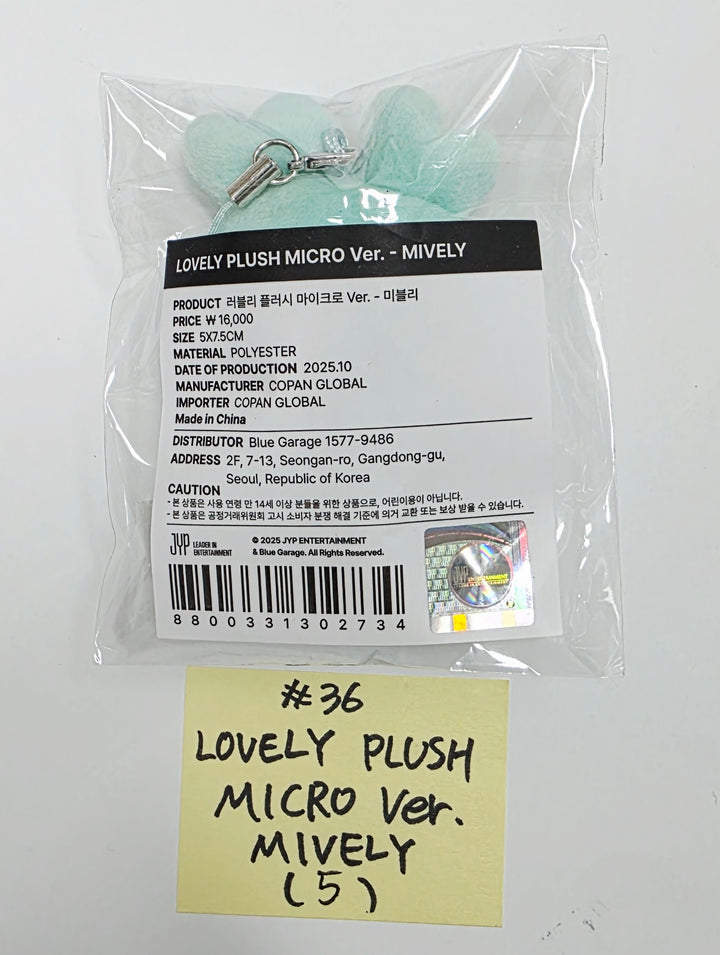 LOVELY PLUSH MICRO Ver. - MIVELY
PRODUCT 러블리 플러시 마이크로 Ver. - 미블리
PRICE ₩ 16,000
SIZE 5X7.5CM
MATERIAL POLYESTER
DATE OF PRODUCTION 2025.10
MANUFACTURER COPAN GLOBAL
IMPORTER COPAN GLOBAL
Made in China
DISTRIBUTOR Blue Garage 1577-9486
ADDRESS 2F, 7-13, Seongan-ro, Gangdong-gu,
Seoul, Republic of Korea
CAUTION
- 본 상품은 사용 연령 만 14세 이상 분들을 위한 상품으로, 어린이용이 아닙니다.
- 본 상품은 공정거래위원회 고시 소비자 분쟁 해결 기준에 의거 교환 또는 보상 받을 수 있습니다.
JYP LEADER IN
ENTERTAINMENT
© 2025 JYP ENTERTAINMENT
& Blue Garage. All Rights Reserved.
8800331302734
JYP ENTERTAINMENT
#36
LOVELY PLUSH
MICRO Ver.
MIVELY
(5)